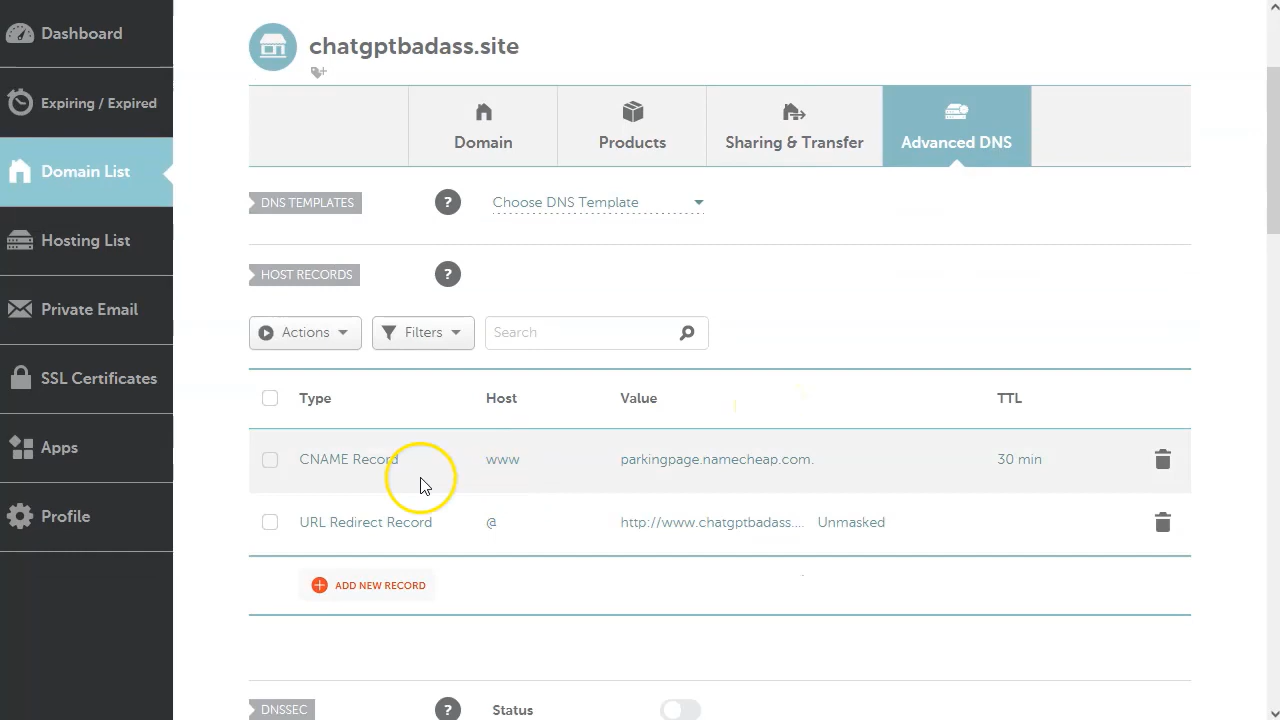 Dashboard
Expiring / Expired
Domain List
Hosting List
Private Email
SSL Certificates
Apps
Profile
chatgptbadass.site
Domain
Products
Sharing & Transfer
Advanced DNS
DNS TEMPLATES
?
Choose DNS Template
HOST RECORDS
?
Actions
Filters
Search
Type Host Value TTL
CNAME Record www parkingpage.namecheap.com. 30 min
URL Redirect Record @ http://www.chatgptbadass.... Unmasked
ADD NEW RECORD
DNSSEC
?
Status